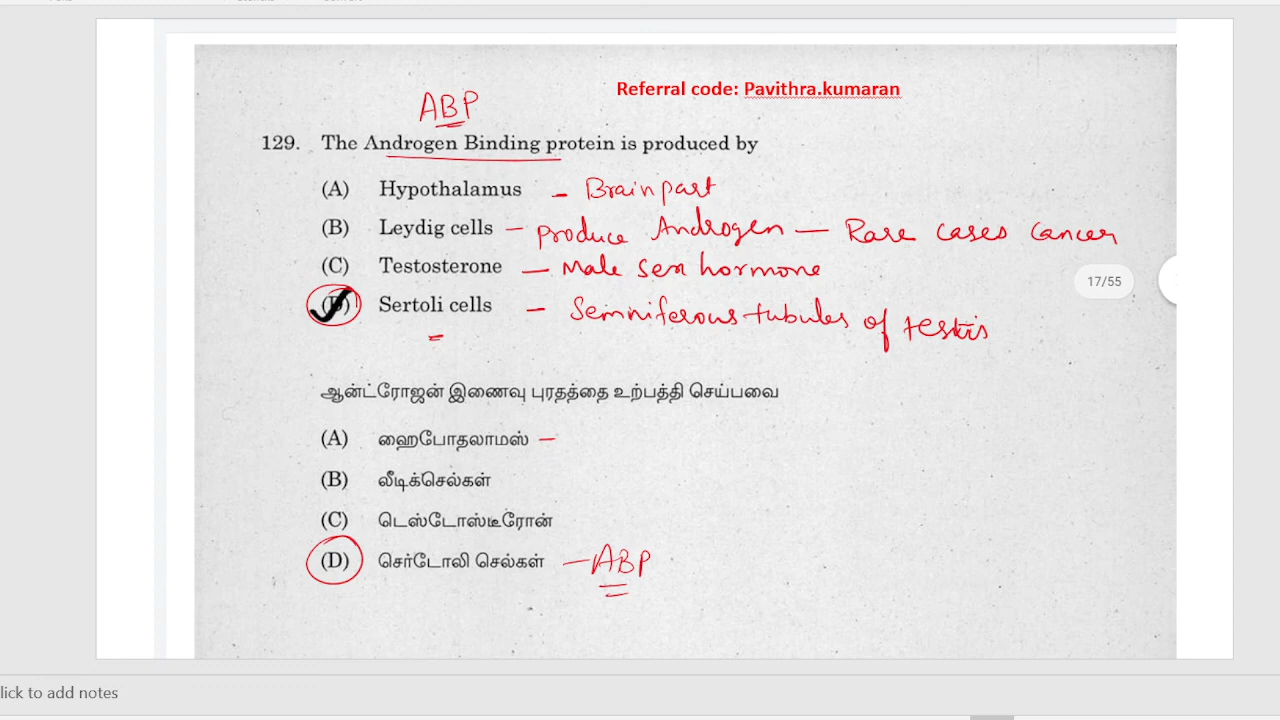 Referral code: Pavithra.kumaran
ABP
129. The Androgen Binding protein is produced by
(A) Hypothalamus - Brain part
(B) Leydig cells - Produce Androgen - Rare cases cancer
(C) Testosterone - Male sex hormone
17/55
(D) Sertoli cells - Semniferous tubules of testis
ஆன்ட்ரோஜன் இணைவு புரதத்தை உற்பத்தி செய்பவை
(A) ஹைபோதலாமஸ் -
(B) லீடிக்செல்கள்
(C) டெஸ்டோஸ்டீரோன்
(D) செர்டோலி செல்கள் - ABP
lick to add notes